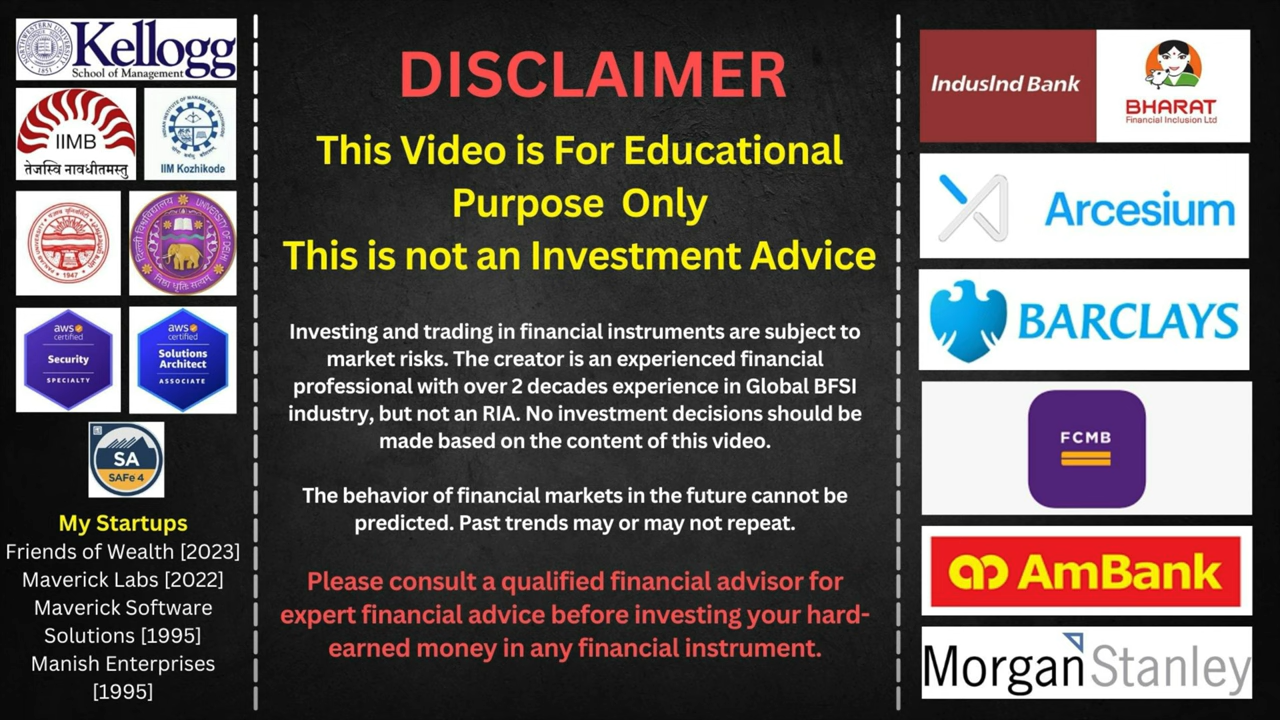 Kellogg
School of Management
IIMB
तेजस्वि नावधीतमस्तु
IIM Kozhikode
1947
UNIVERSITY OF DELHI
aws
certified
Security
SPECIALTY
aws
certified
Solutions
Architect
ASSOCIATE
SA
SAFe 4
My Startups
Friends of Wealth [2023]
Maverick Labs [2022]
Maverick Software
Solutions [1995]
Manish Enterprises
[1995]
DISCLAIMER
This Video is For Educational
Purpose Only
This is not an Investment Advice
Investing and trading in financial instruments are subject to
market risks. The creator is an experienced financial
professional with over 2 decades experience in Global BFSI
industry, but not an RIA. No investment decisions should be
made based on the content of this video.
The behavior of financial markets in the future cannot be
predicted. Past trends may or may not repeat.
Please consult a qualified financial advisor for
expert financial advice before investing your hard-
earned money in any financial instrument.
IndusInd Bank
BHARAT
Financial Inclusion Ltd
Arcesium
BARCLAYS
FCMB
AmBank
Morgan Stanley